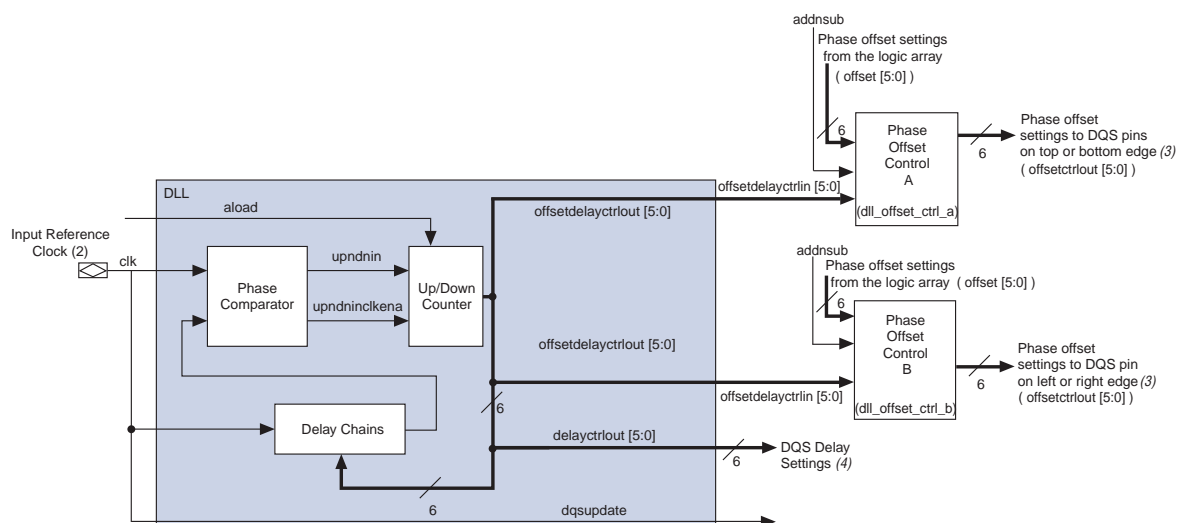 addnsub
Phase offset settings
from the logic array
( offset [5:0] )
6
Phase
Offset
Control
A
(dll_offset_ctrl_a)
6
Phase offset
settings to DQS pins
on top or bottom edge (3)
( offsetctrlout [5:0] )
DLL
aload
offsetdelayctrlout [5:0]
offsetdelayctrlin [5:0]
Input Reference
Clock (2)
clk
Phase
Comparator
upndnin
upndninclkena
Up/Down
Counter
addnsub
Phase offset settings
from the logic array ( offset [5:0] )
6
Phase
Offset
Control
B
(dll_offset_ctrl_b)
6
Phase offset
settings to DQS pin
on left or right edge (3)
( offsetctrlout [5:0] )
offsetdelayctrlout [5:0]
offsetdelayctrlin [5:0]
6
Delay Chains
delayctrlout [5:0]
6
DQS Delay
Settings (4)
6
dqsupdate